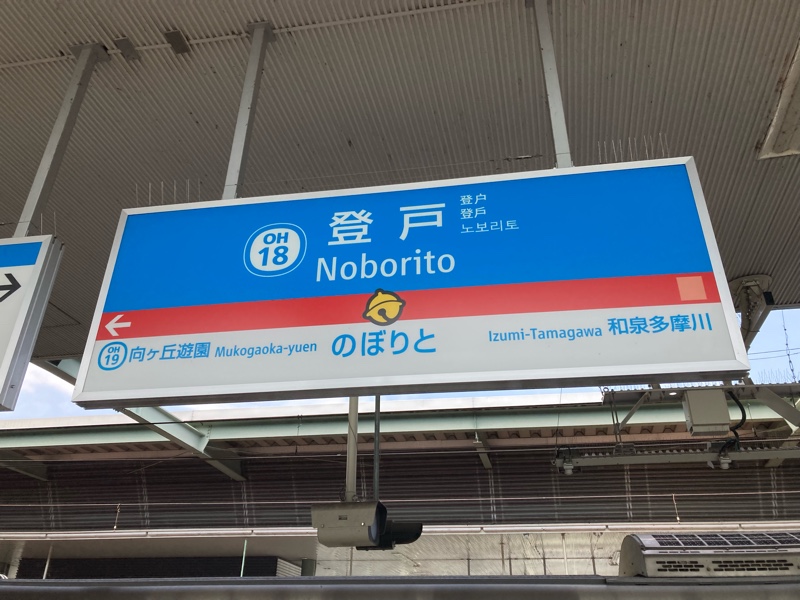 OH
18
登戸
登户
登戶
노보리토
Noborito
OH
19
向ヶ丘遊園 Mukogaoka-yuen
のぼりと
Izumi-Tamagawa 和泉多摩川